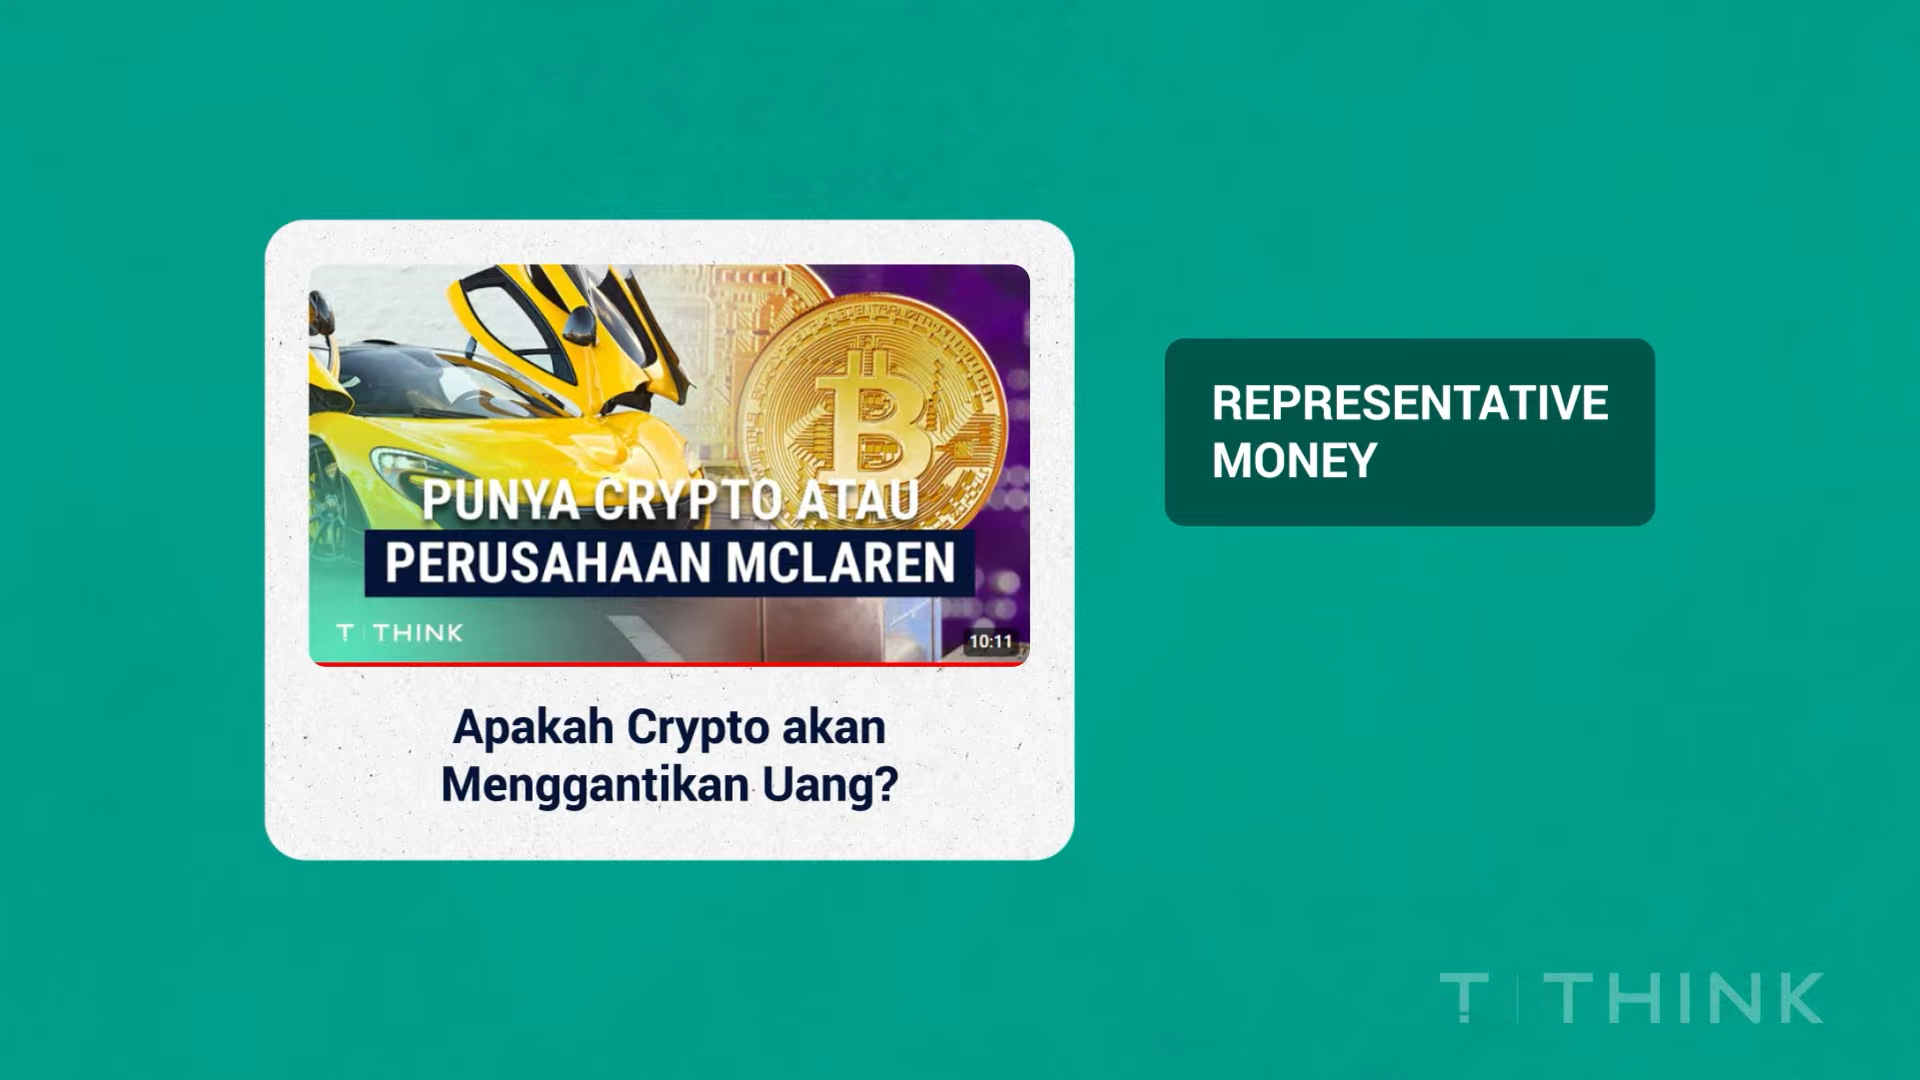 PUNYA CRYPTO ATAU
PERUSAHAAN MCLAREN
T THINK
10:11
Apakah Crypto akan
Menggantikan Uang?
REPRESENTATIVE
MONEY
T THINK